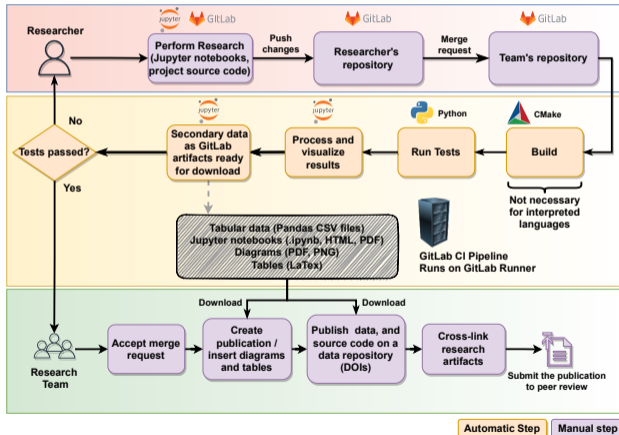 jupyter
GitLab
GitLab
GitLab
Researcher
Perform Research
(Jupyter notebooks,
project source code)
Push
changes
Researcher's
repository
Merge
request
Team's repository
No
Tests passed?
Yes
jupyter
Secondary data
as GitLab
artifacts ready
for download
jupyter
Process and
visualize
results
Python
Run Tests
CMake
Build
Not necessary
for interpreted
languages
Tabular data (Pandas CSV files)
Jupyter notebooks (.ipynb, HTML, PDF)
Diagrams (PDF, PNG)
Tables (LaTex)
GitLab CI Pipeline
Runs on GitLab Runner
Download
Download
Research
Team
Accept merge
request
Create
publication /
insert diagrams
and tables
Publish data, and
source code on a
data repository
(DOIs)
Cross-link
research
artifacts
Submit the publication
to peer review
Automatic Step
Manual step